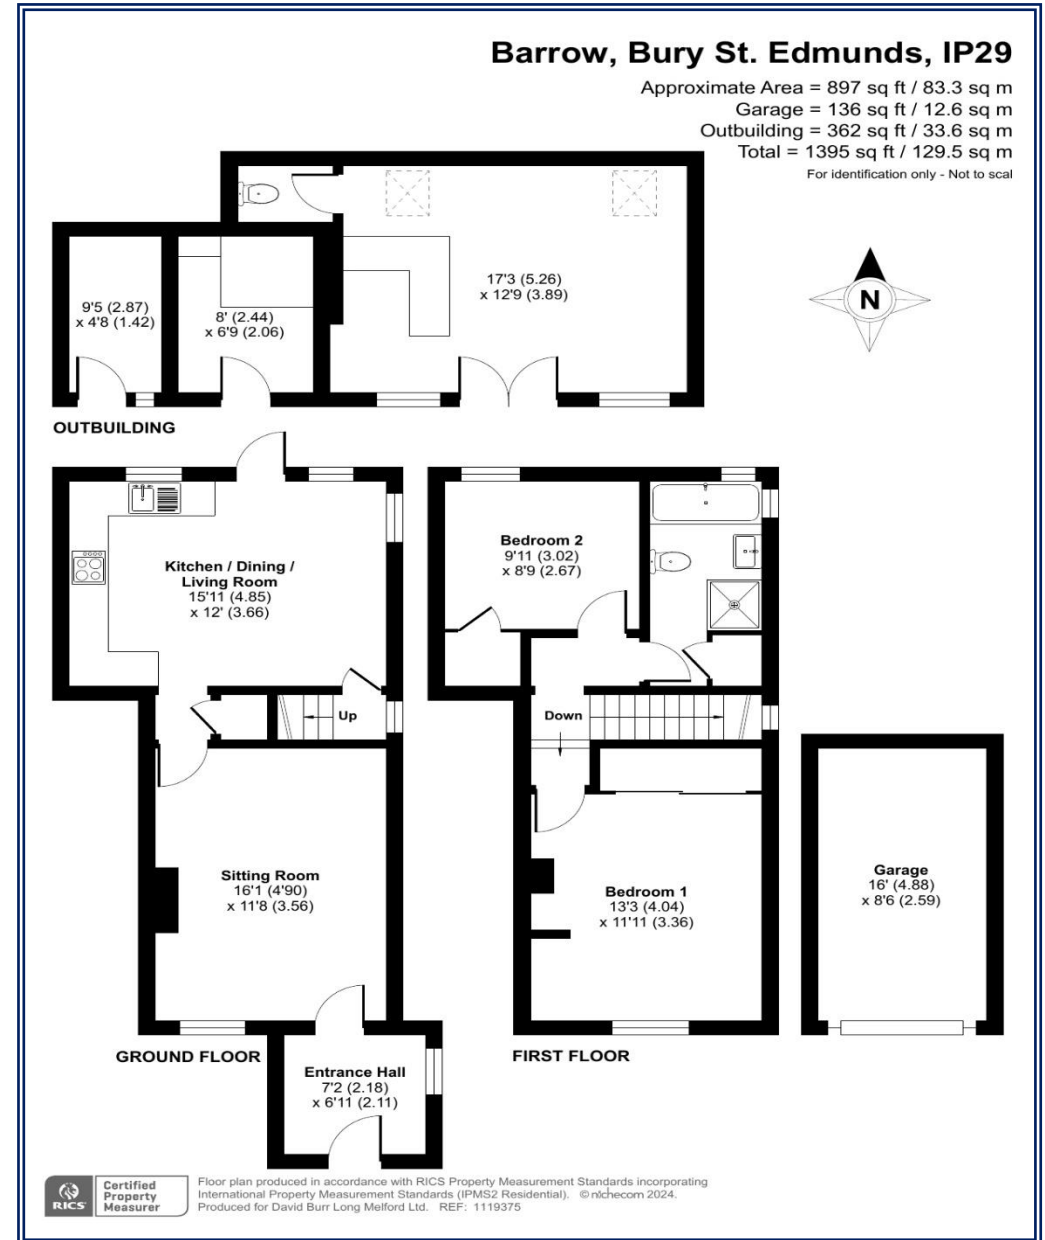 Barrow, Bury St. Edmunds, IP29
Approximate Area = 897 sq ft / 83.3 sq m
Garage = 136 sq ft / 12.6 sq m
Outbuilding = 362 sq ft / 33.6 sq m
Total = 1395 sq ft / 129.5 sq m
For identification only - Not to scal
17'3 (5.26)
x 12'9 (3.89)
9'5 (2.87)
x 4'8 (1.42)
8' (2.44)
x 6'9 (2.06)
N
OUTBUILDING
Kitchen / Dining /
Living Room
15'11 (4.85)
x 12' (3.66)
Bedroom 2
9'11 (3.02)
x 8'9 (2.67)
Up
Down
Sitting Room
16'1 (4'90)
x 11'8 (3.56)
Bedroom 1
13'3 (4.04)
x 11'11 (3.36)
Garage
16' (4.88)
x 8'6 (2.59)
GROUND FLOOR
FIRST FLOOR
Entrance Hall
7'2 (2.18)
x 6'11 (2.11)
RICS
Certified
Property
Measurer
Floor plan produced in accordance with RICS Property Measurement Standards incorporating
International Property Measurement Standards (IPMS2 Residential). © nichecom 2024.
Produced for David Burr Long Melford Ltd. REF: 1119375